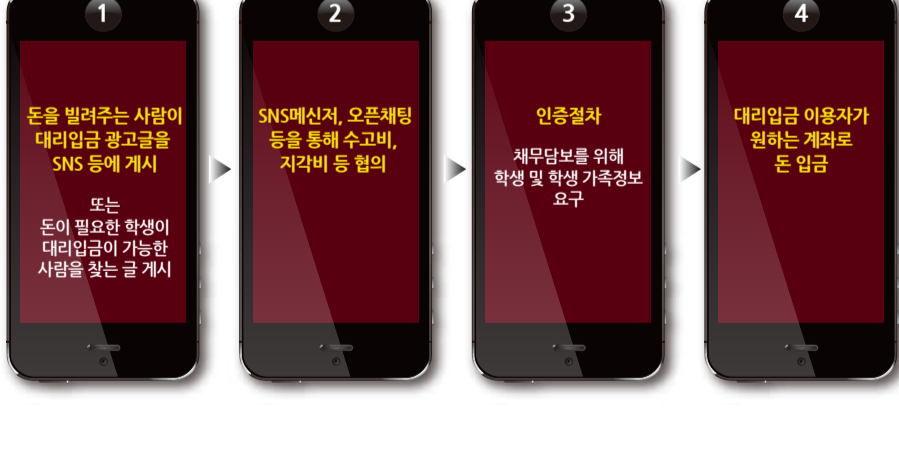 1
돈을 빌려주는 사람이
대리입금 광고글을
SNS 등에 게시
또는
돈이 필요한 학생이
대리입금이 가능한
사람을 찾는 글 게시
2
SNS메신저, 오픈채팅
등을 통해 수고비,
지각비 등 협의
3
인증절차
채무담보를 위해
학생 및 학생 가족정보
요구
4
대리입금 이용자가
원하는 계좌로
돈 입금